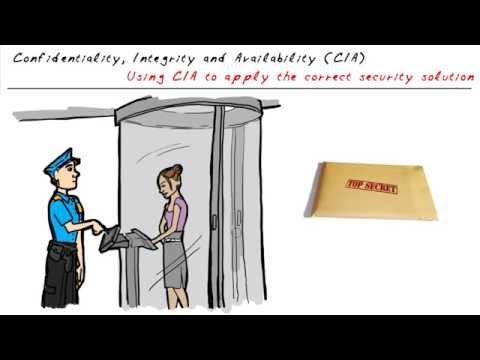 Confidentiality, Integrity and Availability (CIA)
Using CIA to apply the correct security solution
TOP SECRET